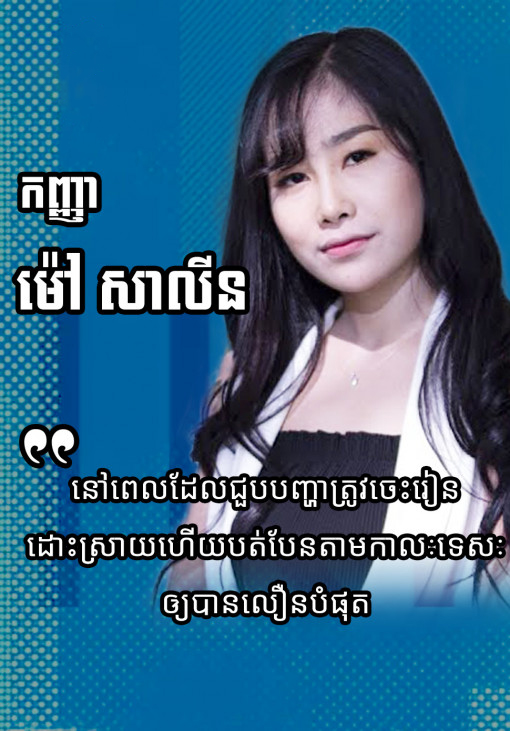 កញ្ញា
ម៉ៅ សាលីន
“
នៅពេលដែលជួបបញ្ហាត្រូវចេះរៀន
ដោះស្រាយហើយបត់បែនតាមកាលៈទេសៈ
ឲ្យបានលឿនបំផុត